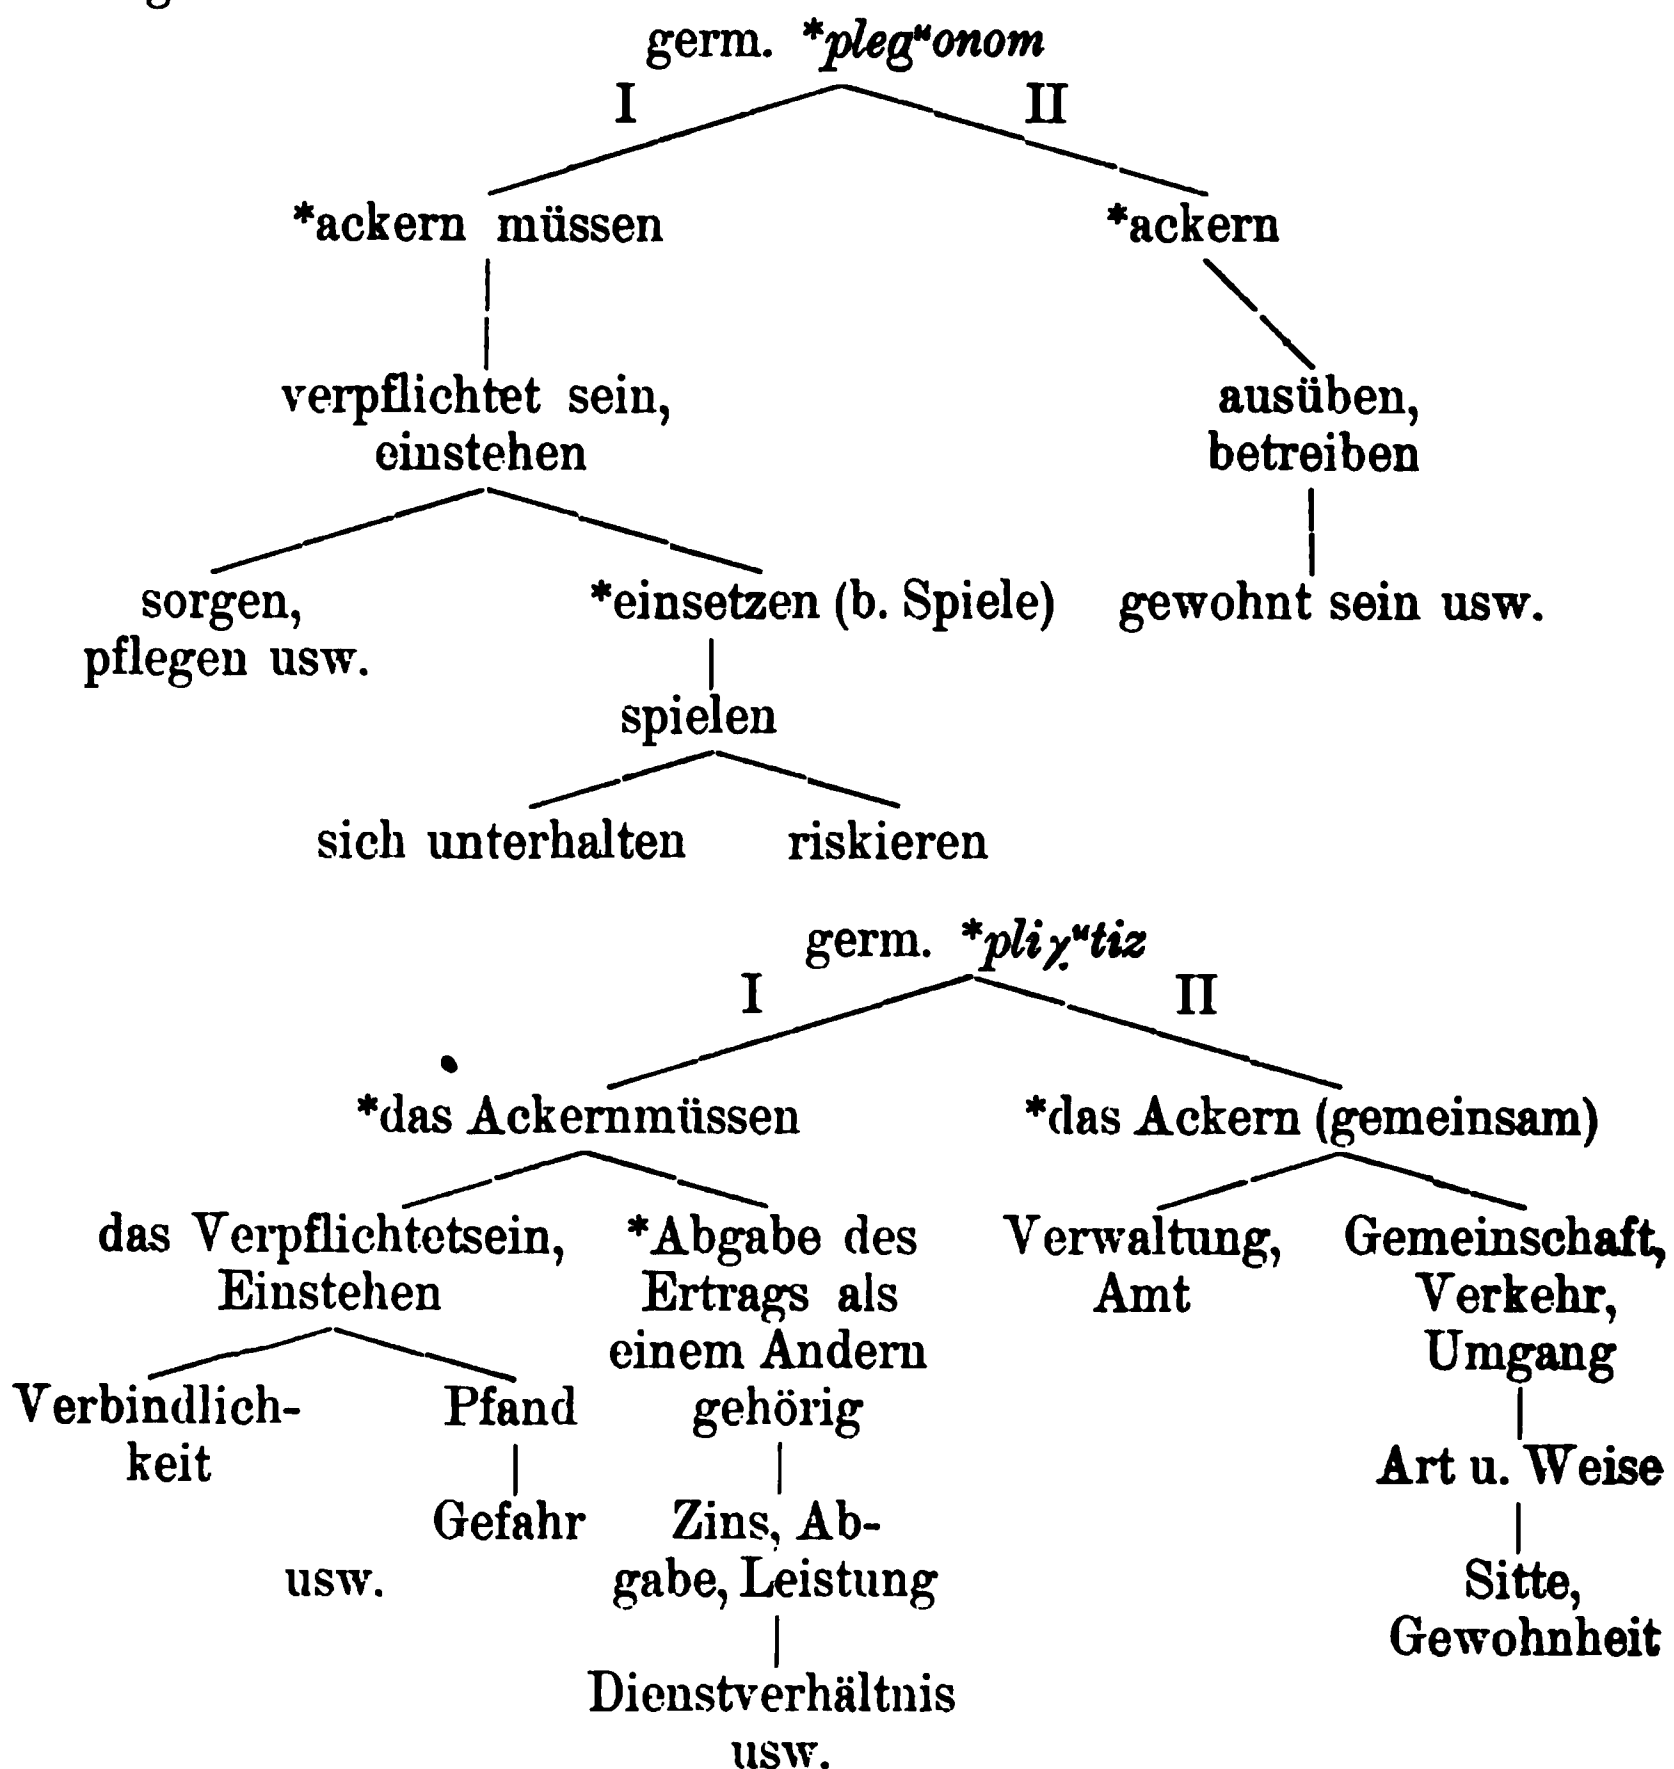 germ. *plegᵘonom
I II
*ackern müssen *ackern
verpflichtet sein, ausüben,
einstehen betreiben
sorgen, *einsetzen (b. Spiele) gewohnt sein usw.
pflegen usw.
spielen
sich unterhalten riskieren
germ. *pliχᵘtiz
I II
*das Ackernmüssen *das Ackern (gemeinsam)
das Verpflichtetsein, *Abgabe des Verwaltung, Gemeinschaft,
Einstehen Ertrags als Amt Verkehr,
einem Andern Umgang
Verbindlich- Pfand gehörig
keit Art u. Weise
Gefahr Zins, Ab-
usw. gabe, Leistung Sitte,
Gewohnheit
Dienstverhältnis
usw.